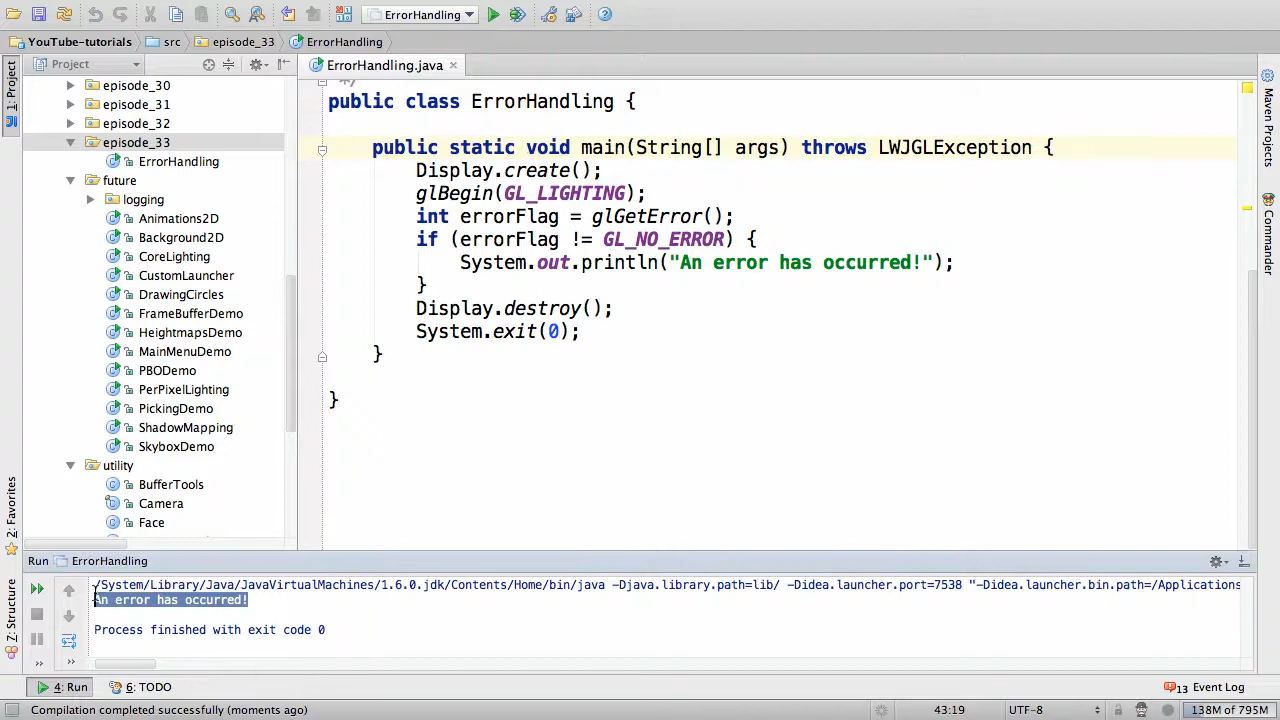 ErrorHandling
YouTube-tutorials src episode_33 ErrorHandling
1: Project
Project
episode_30
episode_31
episode_32
episode_33
ErrorHandling
future
logging
Animations2D
Background2D
CoreLighting
CustomLauncher
DrawingCircles
FrameBufferDemo
HeightmapsDemo
MainMenuDemo
PBODemo
PerPixelLighting
PickingDemo
ShadowMapping
SkyboxDemo
utility
BufferTools
Camera
Face
ErrorHandling.java
*/
public class ErrorHandling {
public static void main(String[] args) throws LWJGLException {
Display.create();
glBegin(GL_LIGHTING);
int errorFlag = glGetError();
if (errorFlag != GL_NO_ERROR) {
System.out.println("An error has occurred!");
}
Display.destroy();
System.exit(0);
}
}
Maven Projects
Commander
2: Favorites
Z: Structure
Run ErrorHandling
/System/Library/Java/JavaVirtualMachines/1.6.0.jdk/Contents/Home/bin/java -Djava.library.path=lib/ -Didea.launcher.port=7538 "-Didea.launcher.bin.path=/Applications
An error has occurred!
Process finished with exit code 0
4: Run 6: TODO 13 Event Log
Compilation completed successfully (moments ago) 43:19 UTF-8 138M of 795M